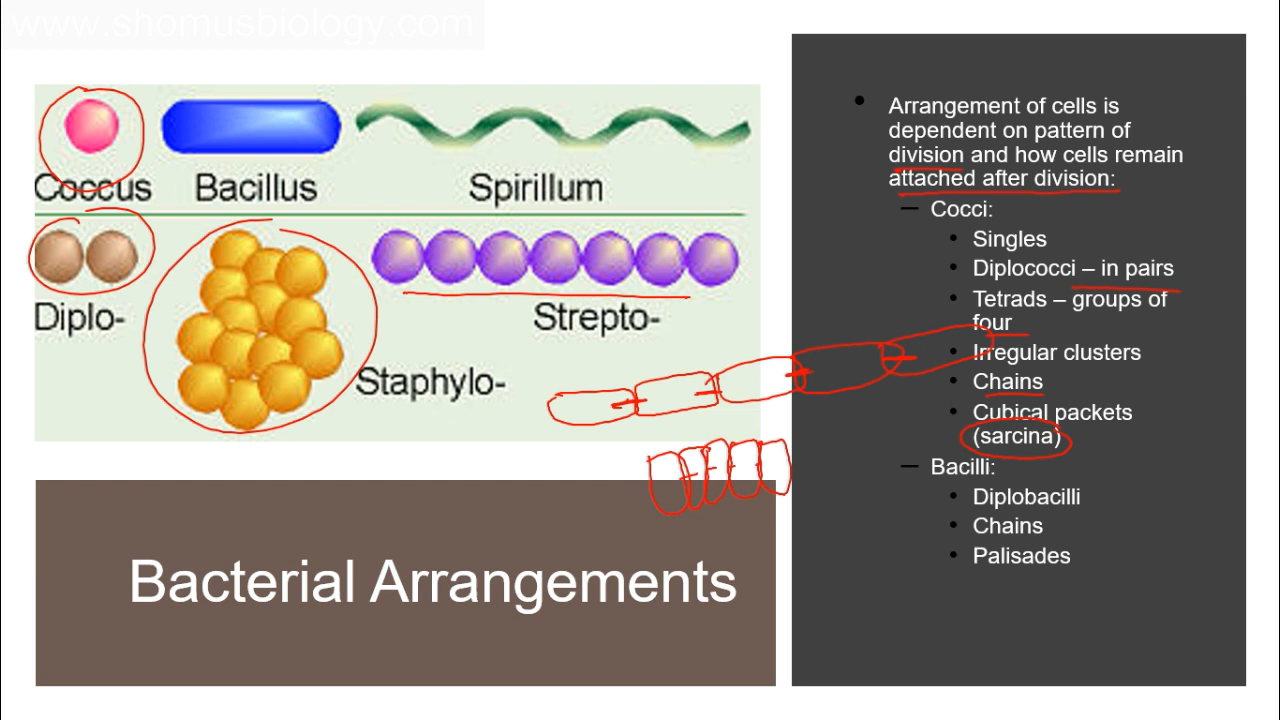 www.shomusbiology.com
Coccus
Bacillus
Spirillum
Diplo-
Strepto-
Staphylo-
Bacterial Arrangements
• Arrangement of cells is
dependent on pattern of
division and how cells remain
attached after division:
– Cocci:
• Singles
• Diplococci – in pairs
• Tetrads – groups of
four
• Irregular clusters
• Chains
• Cubical packets
(sarcina)
– Bacilli:
• Diplobacilli
• Chains
• Palisades